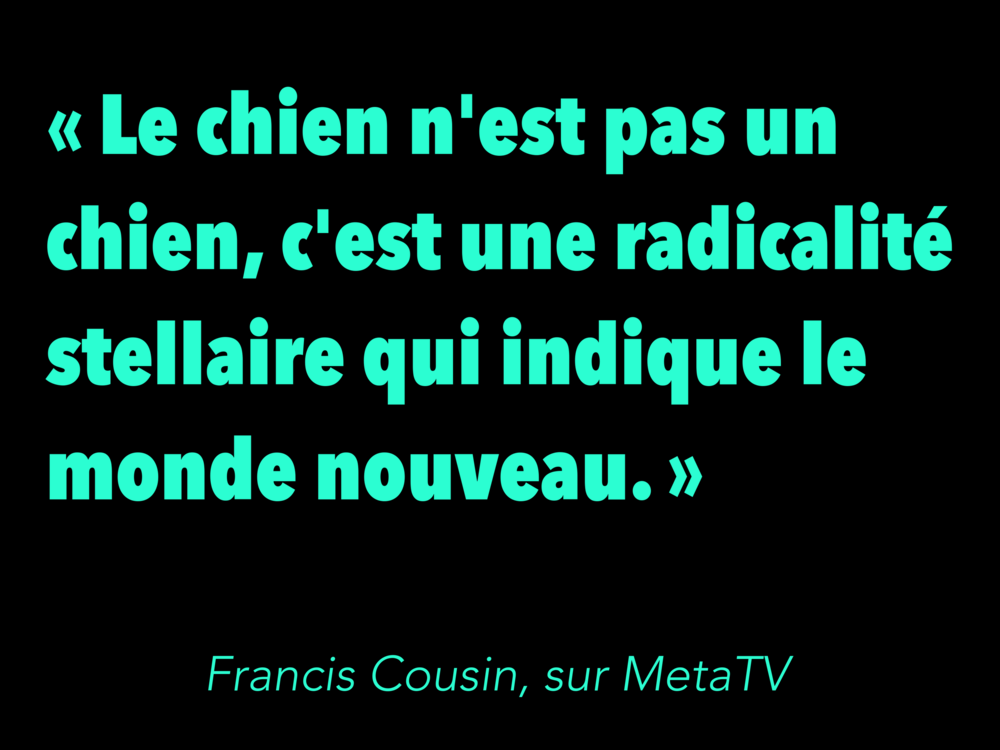 « Le chien n'est pas un
chien, c'est une radicalité
stellaire qui indique le
monde nouveau. »
Francis Cousin, sur MetaTV